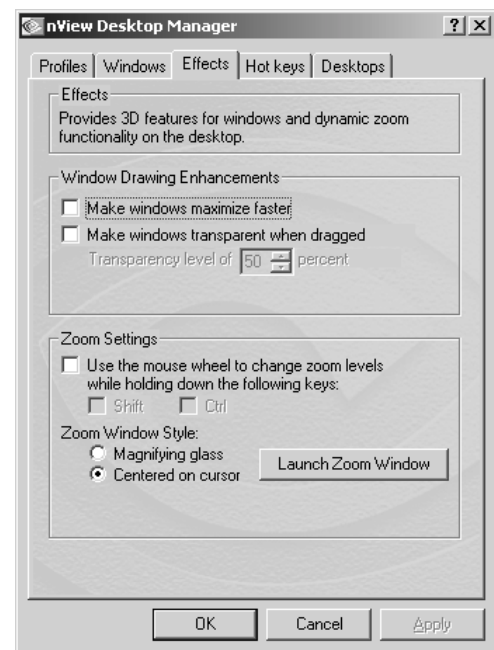 nView Desktop Manager
Profiles Windows Effects Hot keys Desktops
Effects
Provides 3D features for windows and dynamic zoom
functionality on the desktop.
Window Drawing Enhancements
Make windows maximize faster
Make windows transparent when dragged
Transparency level of 50 percent
Zoom Settings
Use the mouse wheel to change zoom levels
while holding down the following keys:
Shift Ctrl
Zoom Window Style:
Magnifying glass
Centered on cursor
Launch Zoom Window
OK Cancel Apply